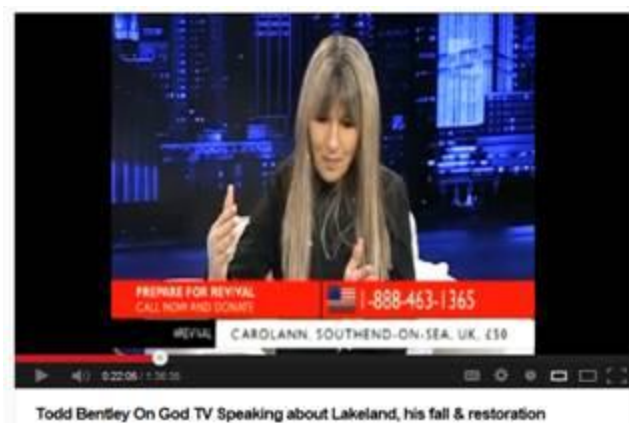 PREPARE FOR REVIVAL
CALL NOW AND DONATE
1-888-463-1365
#REVIVAL CAROLANN, SOUTHEND-ON-SEA, UK, £50
0:22:06 / 1:36:35
Todd Bentley On God TV Speaking about Lakeland, his fall & restoration